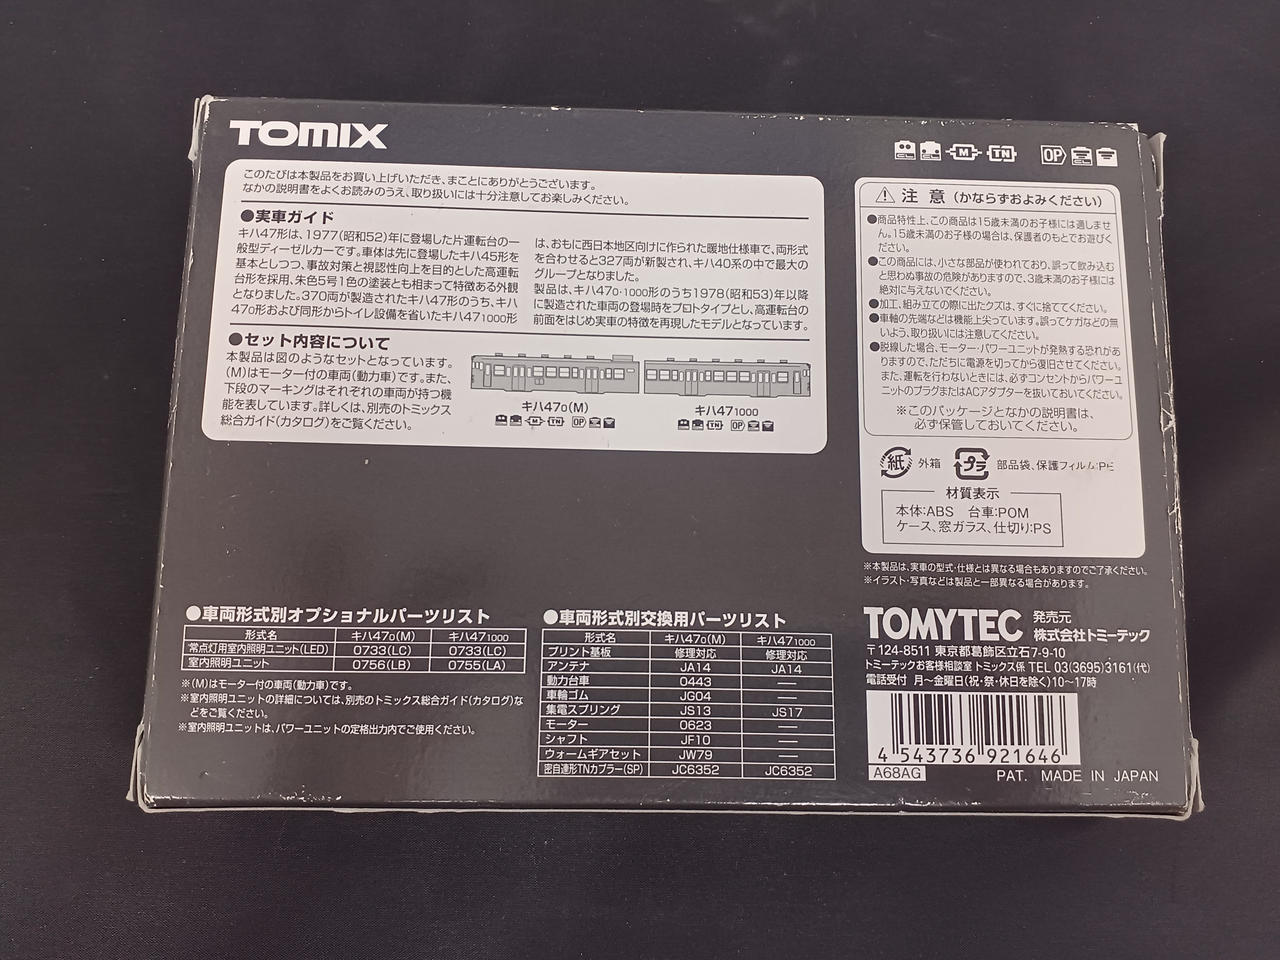 TOMIX
CL CL M TN OP
このたびは本製品をお買い上げいただき、まことにありがとうございます。
なかの説明書をよくお読みのうえ、取り扱いには十分注意してお楽しみください。
●実車ガイド
キハ47形は、1977(昭和52)年に登場した片運転台の一
般型ディーゼルカーです。車体は先に登場したキハ45形を
基本としつつ、事故対策と視認性向上を目的とした高運転
台形を採用、朱色5号1色の塗装とも相まって特徴ある外観
となりました。370両が製造されたキハ47形のうち、キハ
470形および同形からトイレ設備を省いたキハ471000形
は、おもに西日本地区向けに作られた暖地仕様車で、両形式
を合わせると327両が新製され、キハ40系の中で最大の
グループとなりました。
製品は、キハ470・1000形のうち1978(昭和53)年以降
に製造された車両の登場時をプロトタイプとし、高運転台の
前面をはじめ実車の特徴を再現したモデルとなっています。
●セット内容について
本製品は図のようなセットとなっています。
(M)はモーター付の車両(動力車)です。また、
下段のマーキングはそれぞれの車両が持つ機
能を表しています。詳しくは、別売のトミックス
総合ガイド(カタログ)をご覧ください。
キハ470(M)
キハ471000
注意(かならずおよみください)
●商品特性上、この商品は15歳未満のお子様には適しませ
ん。15歳未満のお子様の場合は、保護者のもとでお遊びく
ださい。
●この商品には、小さな部品が使われており、誤って飲み込む
と思わぬ事故の危険がありますので、3歳未満のお子様には
絶対に与えないでください。
●加工、組み立ての際に出たクズは、すぐに捨ててください。
●車軸の先端などは機能上尖っています。誤ってケガなどの無
いよう、取り扱いには注意してください。
●脱線した場合、モーター・パワーユニットが発熱する恐れがあ
りますので、ただちに電源を切ってから復旧させてください。
また、運転を行わないときには、必ずコンセントからパワーユ
ニットのプラグまたはACアダプターを抜いておいてください。
※このパッケージとなかの説明書は、
必ず保管しておいてください。
紙 外箱 プラ 部品袋、保護フィルム:PE
材質表示
本体:ABS 台車:POM
ケース、窓ガラス、仕切り:PS
※本製品は、実車の型式・仕様とは異なる場合もありますのでご了承ください。
※イラスト・写真などは製品と一部異なる場合があります。
●車両形式別オプショナルパーツリスト
形式名 キハ470(M) キハ471000
常点灯用室内照明ユニット(LED) 0733(LC) 0733(LC)
室内照明ユニット 0756(LB) 0755(LA)
※(M)はモーター付の車両(動力車)です。
※室内照明ユニットの詳細については、別売のトミックス総合ガイド(カタログ)な
どをご覧ください。
※室内照明ユニットは、パワーユニットの定格出力内でご使用ください。
●車両形式別交換用パーツリスト
形式名 キハ470(M) キハ471000
プリント基板 修理対応 修理対応
アンテナ JA14 JA14
動力台車 0443 ―
車輪ゴム JG04 ―
集電スプリング JS13 JS17
モーター 0623 ―
シャフト JF10 ―
ウォームギアセット JW79 ―
密自連形TNカプラー(SP) JC6352 JC6352
TOMYTEC 発売元
株式会社トミーテック
〒124-8511 東京都葛飾区立石7-9-10
トミーテックお客様相談室 トミックス係 TEL 03(3695)3161(代)
電話受付 月～金曜日(祝・祭・休日を除く)10～17時
4 543736 921646
A68AG
PAT. MADE IN JAPAN